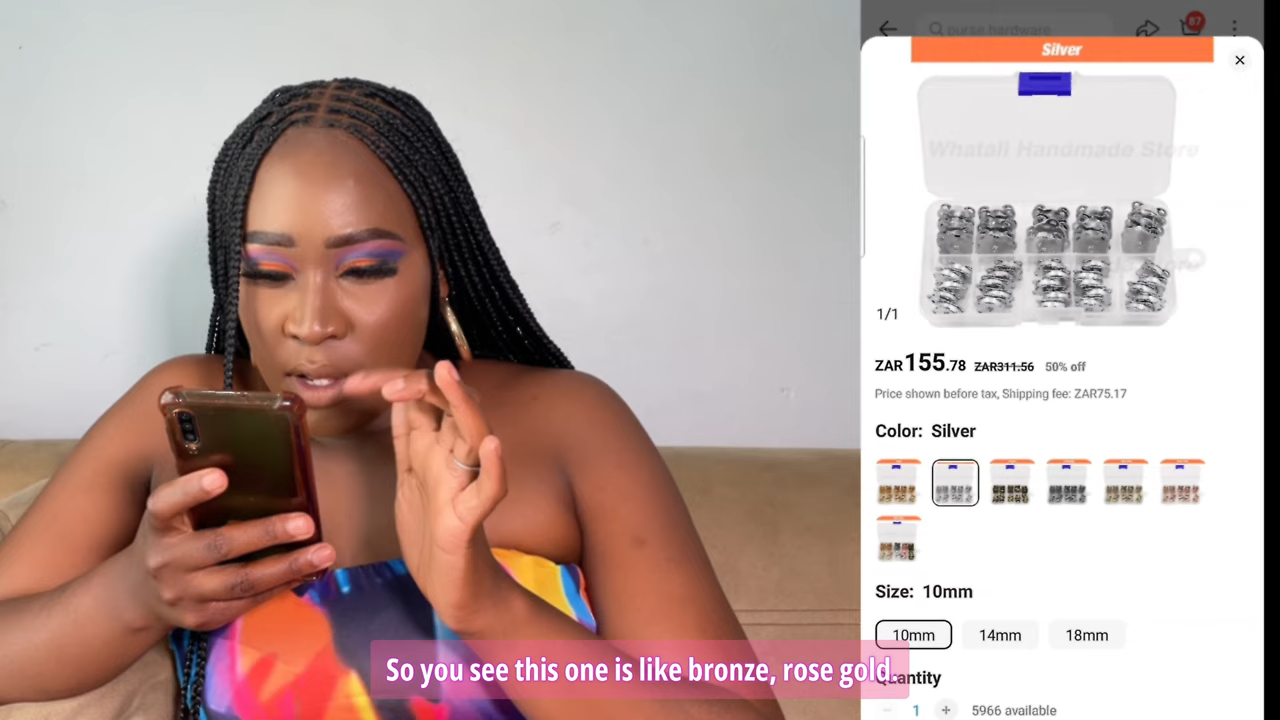 purse hardware
87
Silver
Whatali Handmade Store
1/1
ZAR155.78 ZAR311.56 50% off
Price shown before tax, Shipping fee: ZAR75.17
Color: Silver
Size: 10mm
10mm 14mm 18mm
So you see this one is like bronze, rose gold.
Quantity
− 1 + 5966 available